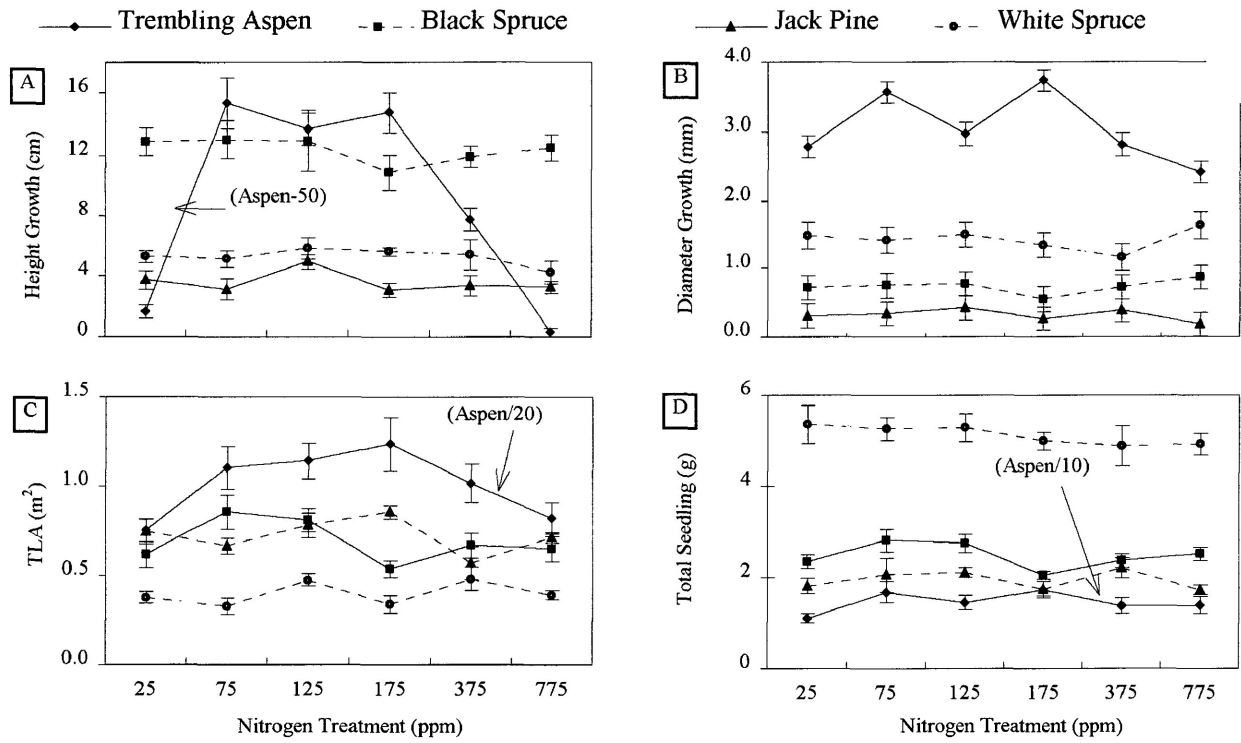 Trembling Aspen
Black Spruce
Jack Pine
White Spruce
A
Height Growth (cm)
16
12
8
4
0
(Aspen-50)
B
Diameter Growth (mm)
4.0
3.0
2.0
1.0
0.0
C
TLA (m²)
1.5
1.0
0.5
0.0
(Aspen/20)
25 75 125 175 375 775
Nitrogen Treatment (ppm)
D
Total Seedling (g)
6
4
2
0
(Aspen/10)
25 75 125 175 375 775
Nitrogen Treatment (ppm)